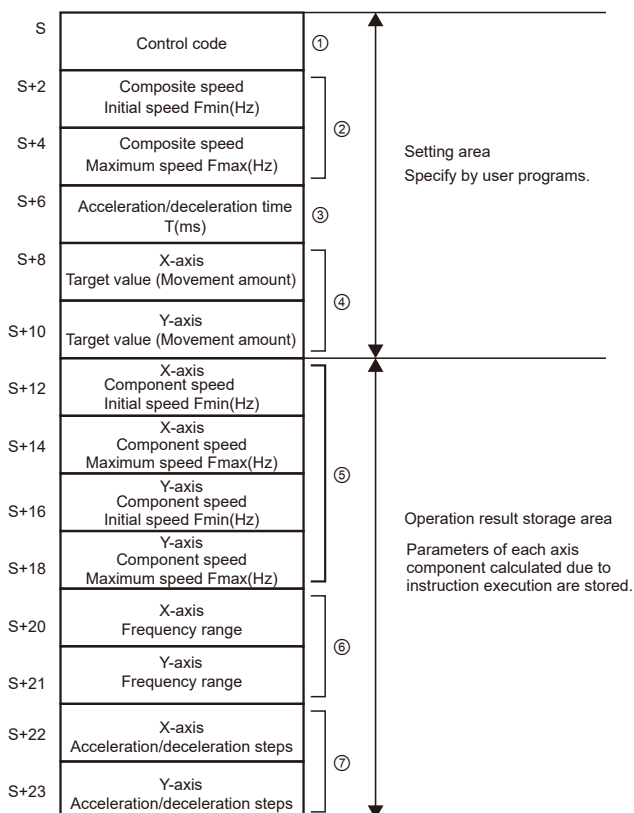 S
Control code
①
S+2
Composite speed
Initial speed Fmin(Hz)
②
S+4
Composite speed
Maximum speed Fmax(Hz)
Setting area
Specify by user programs.
S+6
Acceleration/deceleration time
T(ms)
③
S+8
X-axis
Target value (Movement amount)
④
S+10
Y-axis
Target value (Movement amount)
S+12
X-axis
Component speed
Initial speed Fmin(Hz)
S+14
X-axis
Component speed
Maximum speed Fmax(Hz)
⑤
S+16
Y-axis
Component speed
Initial speed Fmin(Hz)
Operation result storage area
Parameters of each axis
component calculated due to
instruction execution are stored.
S+18
Y-axis
Component speed
Maximum speed Fmax(Hz)
S+20
X-axis
Frequency range
⑥
S+21
Y-axis
Frequency range
S+22
X-axis
Acceleration/deceleration steps
⑦
S+23
Y-axis
Acceleration/deceleration steps